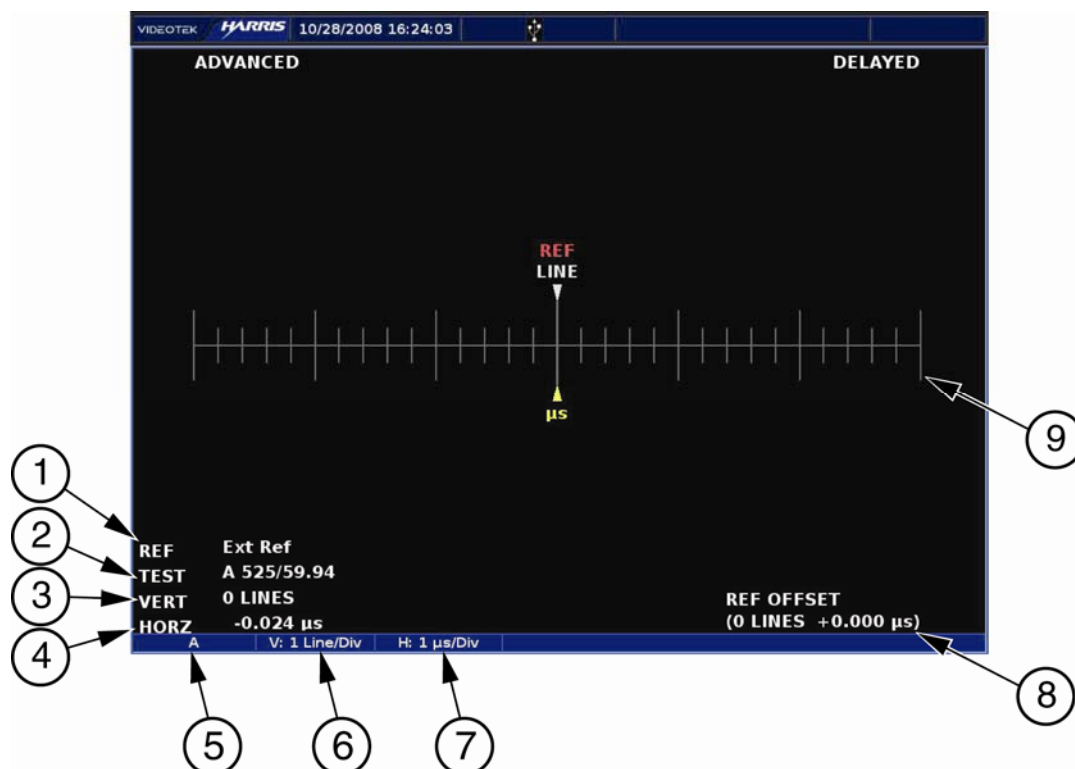 VIDEOTEK HARRIS 10/28/2008 16:24:03
ADVANCED DELAYED
REF
LINE
µs
9
1
2
3
4
REF Ext Ref
TEST A 525/59.94
VERT 0 LINES
HORZ -0.024 µs
REF OFFSET
(0 LINES +0.000 µs)
A V: 1 Line/Div H: 1 µs/Div
8
5 6 7